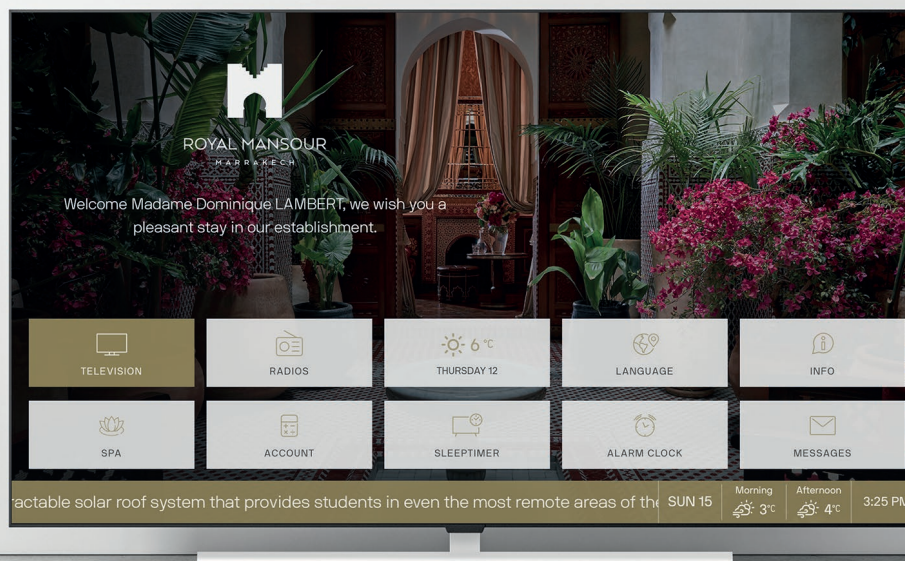 ROYAL MANSOUR
MARRAKECH
Welcome Madame Dominique LAMBERT, we wish you a
pleasant stay in our establishment.
TELEVISION
RADIOS
6 °C
THURSDAY 12
LANGUAGE
INFO
SPA
ACCOUNT
SLEEPTIMER
ALARM CLOCK
MESSAGES
actable solar roof system that provides students in even the most remote areas of the
SUN 15
Morning
3°C
Afternoon
4°C
3:25 PM